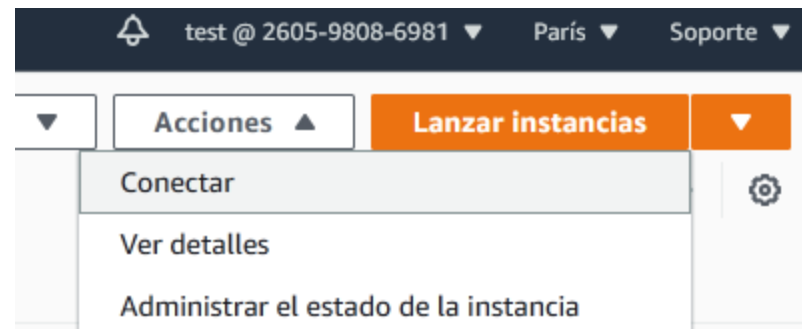 test @ 2605-9808-6981 París Soporte
Acciones Lanzar instancias
Conectar
Ver detalles
Administrar el estado de la instancia